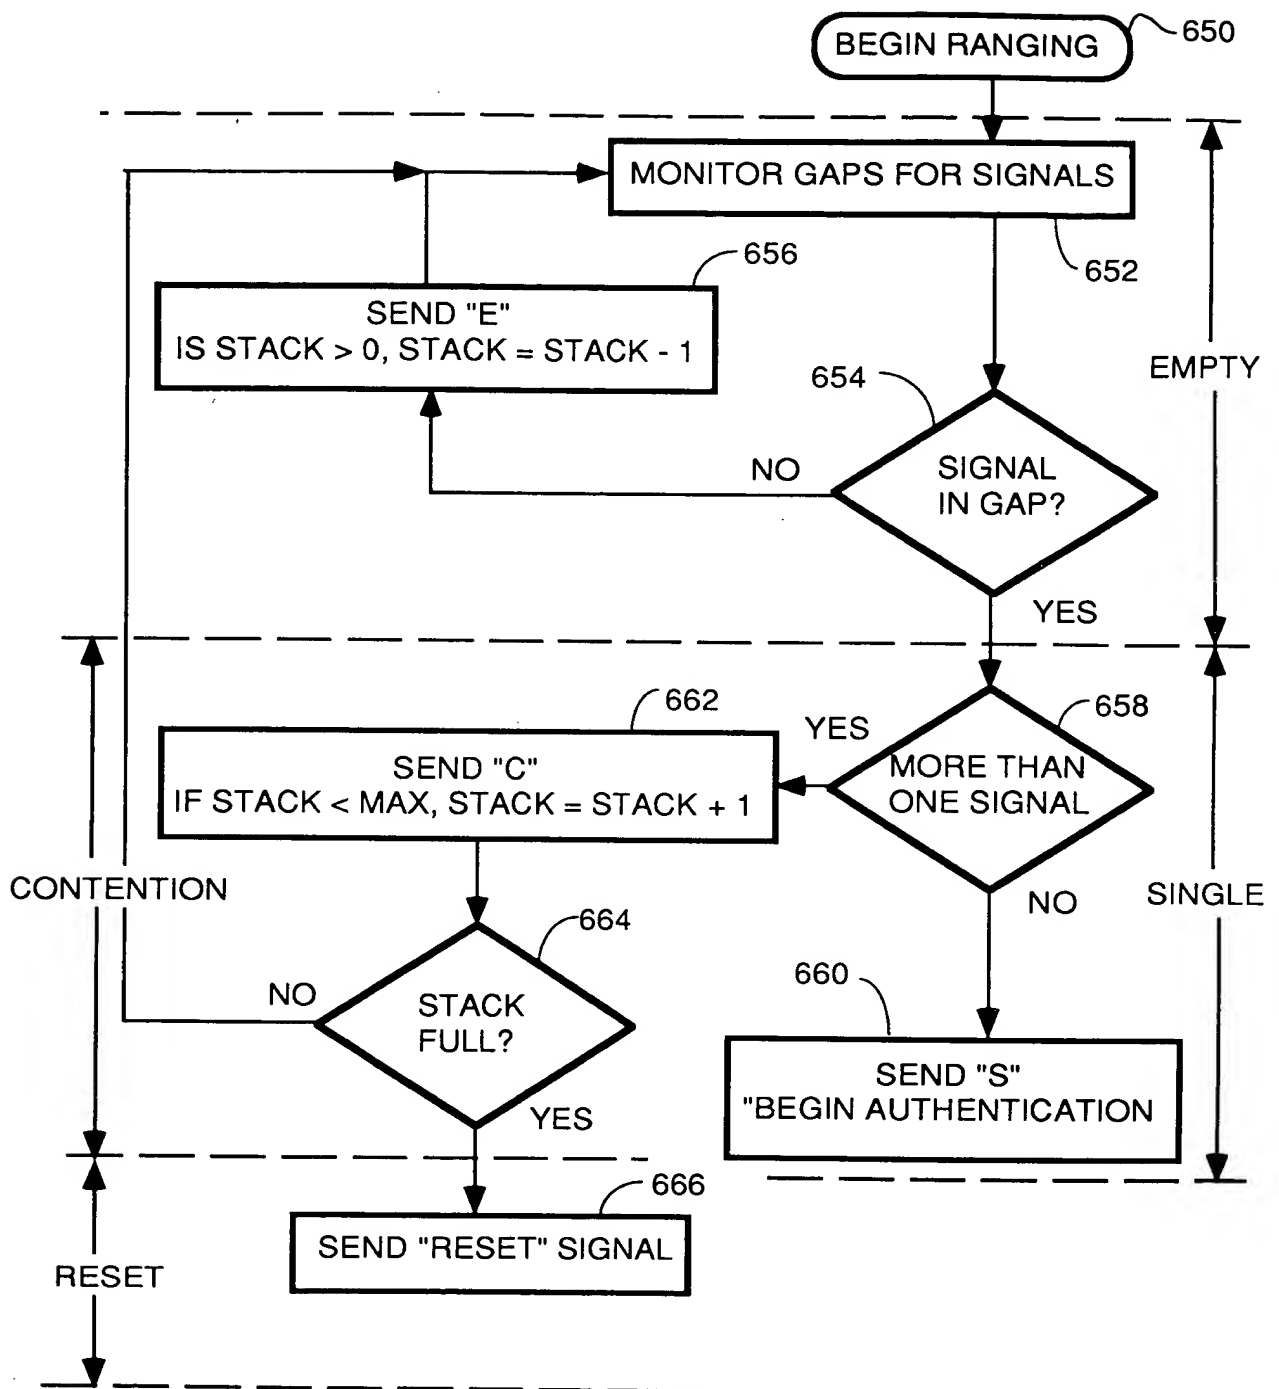 BEGIN RANGING
650
MONITOR GAPS FOR SIGNALS
652
656
SEND "E"
IS STACK > 0, STACK = STACK - 1
EMPTY
654
SIGNAL
IN GAP?
NO
YES
662
658
YES
SEND "C"
IF STACK < MAX, STACK = STACK + 1
MORE THAN
ONE SIGNAL
CONTENTION
SINGLE
NO
664
STACK
FULL?
NO
YES
660
SEND "S"
"BEGIN AUTHENTICATION
666
SEND "RESET" SIGNAL
RESET